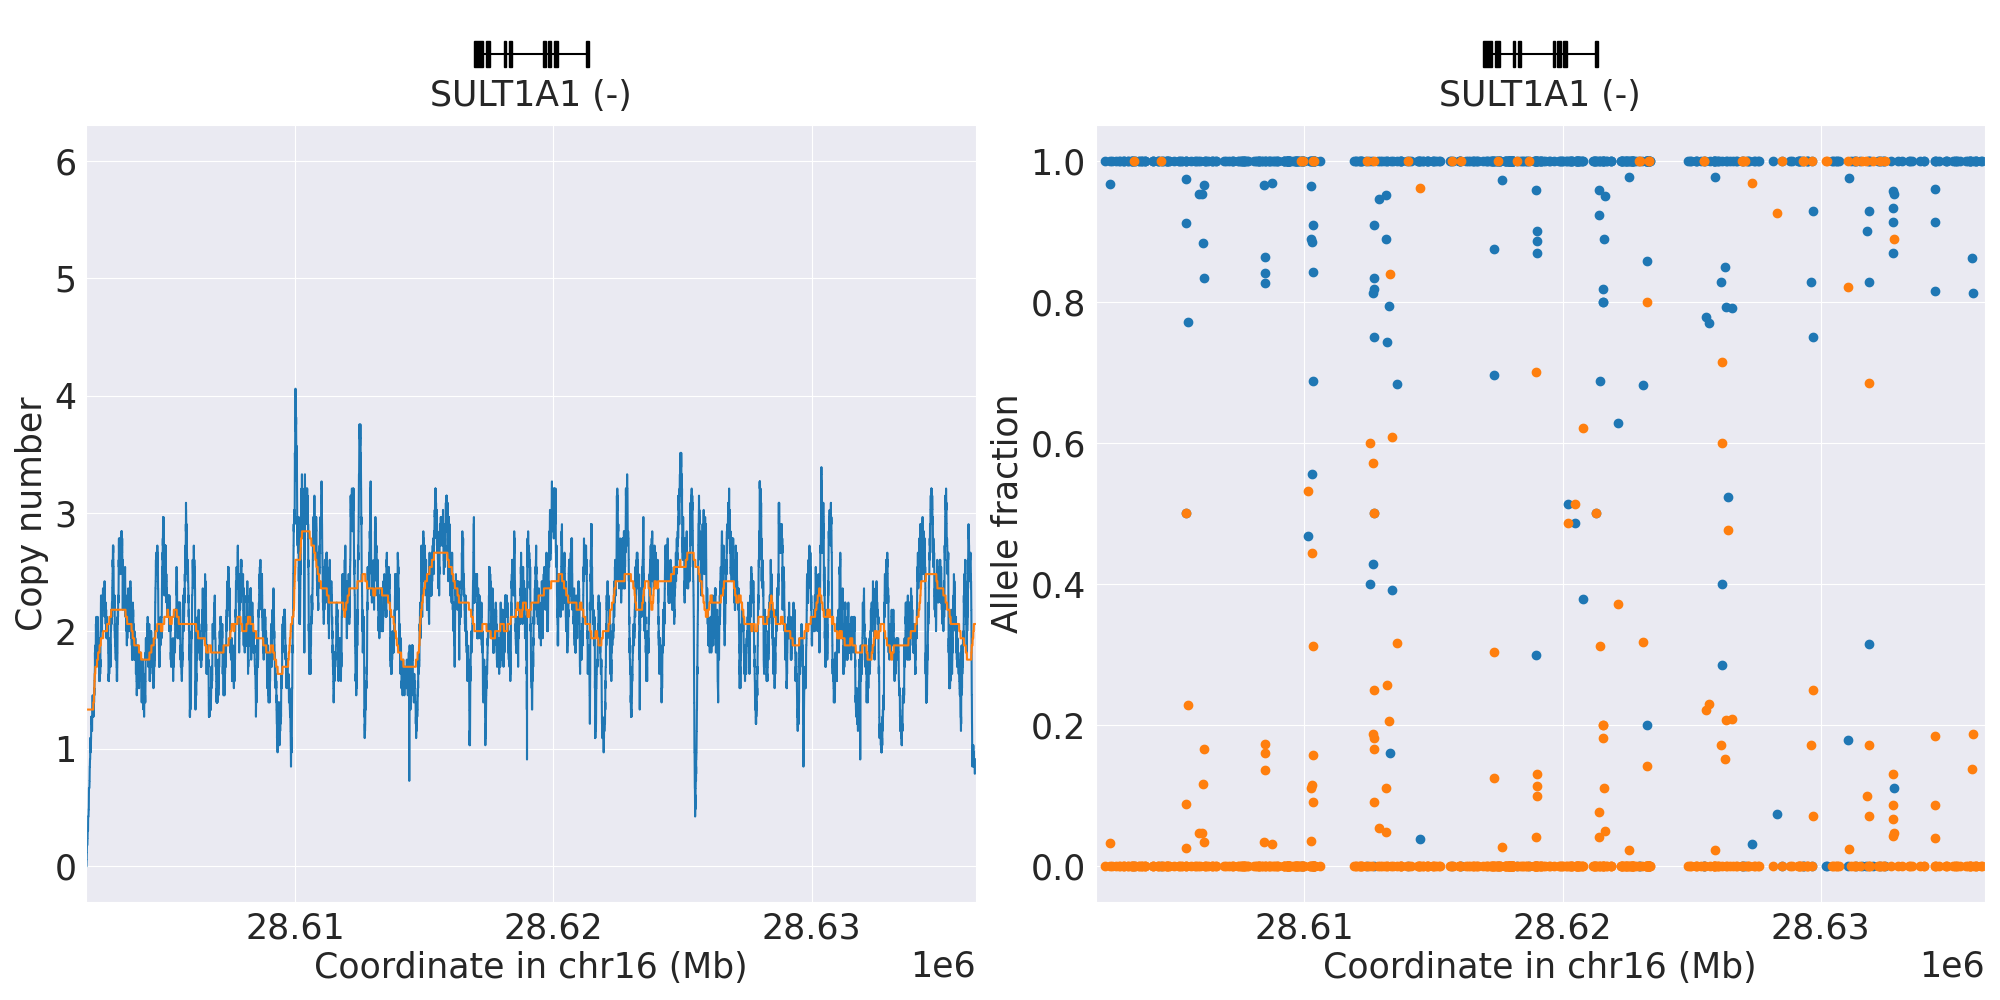 SULT1A1 (-)
6
5
4
3
2
1
0
Copy number
28.61
28.62
28.63
Coordinate in chr16 (Mb)
1e6
SULT1A1 (-)
1.0
0.8
0.6
0.4
0.2
0.0
Allele fraction
28.61
28.62
28.63
Coordinate in chr16 (Mb)
1e6